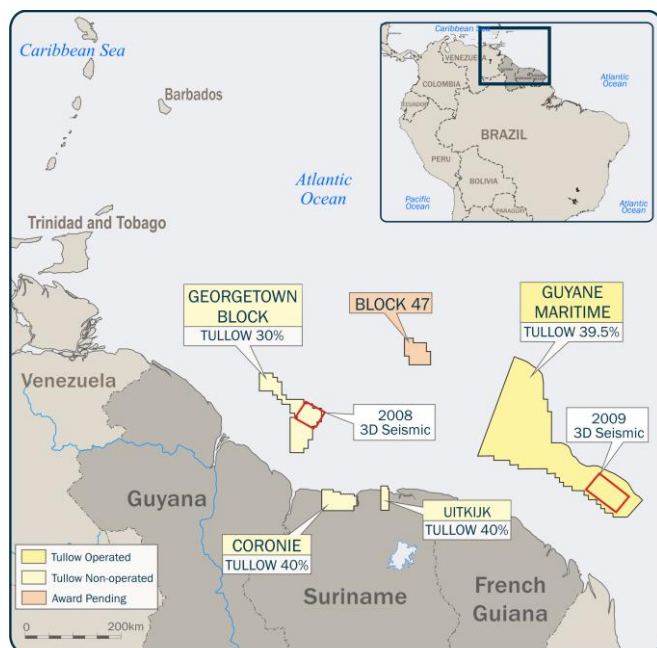 Caribbean Sea
Barbados
Atlantic
Ocean
Trinidad and Tobago
Caribbean Sea
VENEZUELA
COLOMBIA
ECUADOR
PERU
BRAZIL
BOLIVIA
PARAGUAY
Pacific
Ocean
Atlantic
Ocean
Atlantic
Ocean
GEORGETOWN
BLOCK
TULLOW 30%
BLOCK 47
GUYANE
MARITIME
TULLOW 39.5%
Venezuela
2008
3D Seismic
2009
3D Seismic
Guyana
CORONIE
TULLOW 40%
UITKIJK
TULLOW 40%
Suriname
French
Guiana
Tullow Operated
Tullow Non-operated
Award Pending
0 200km